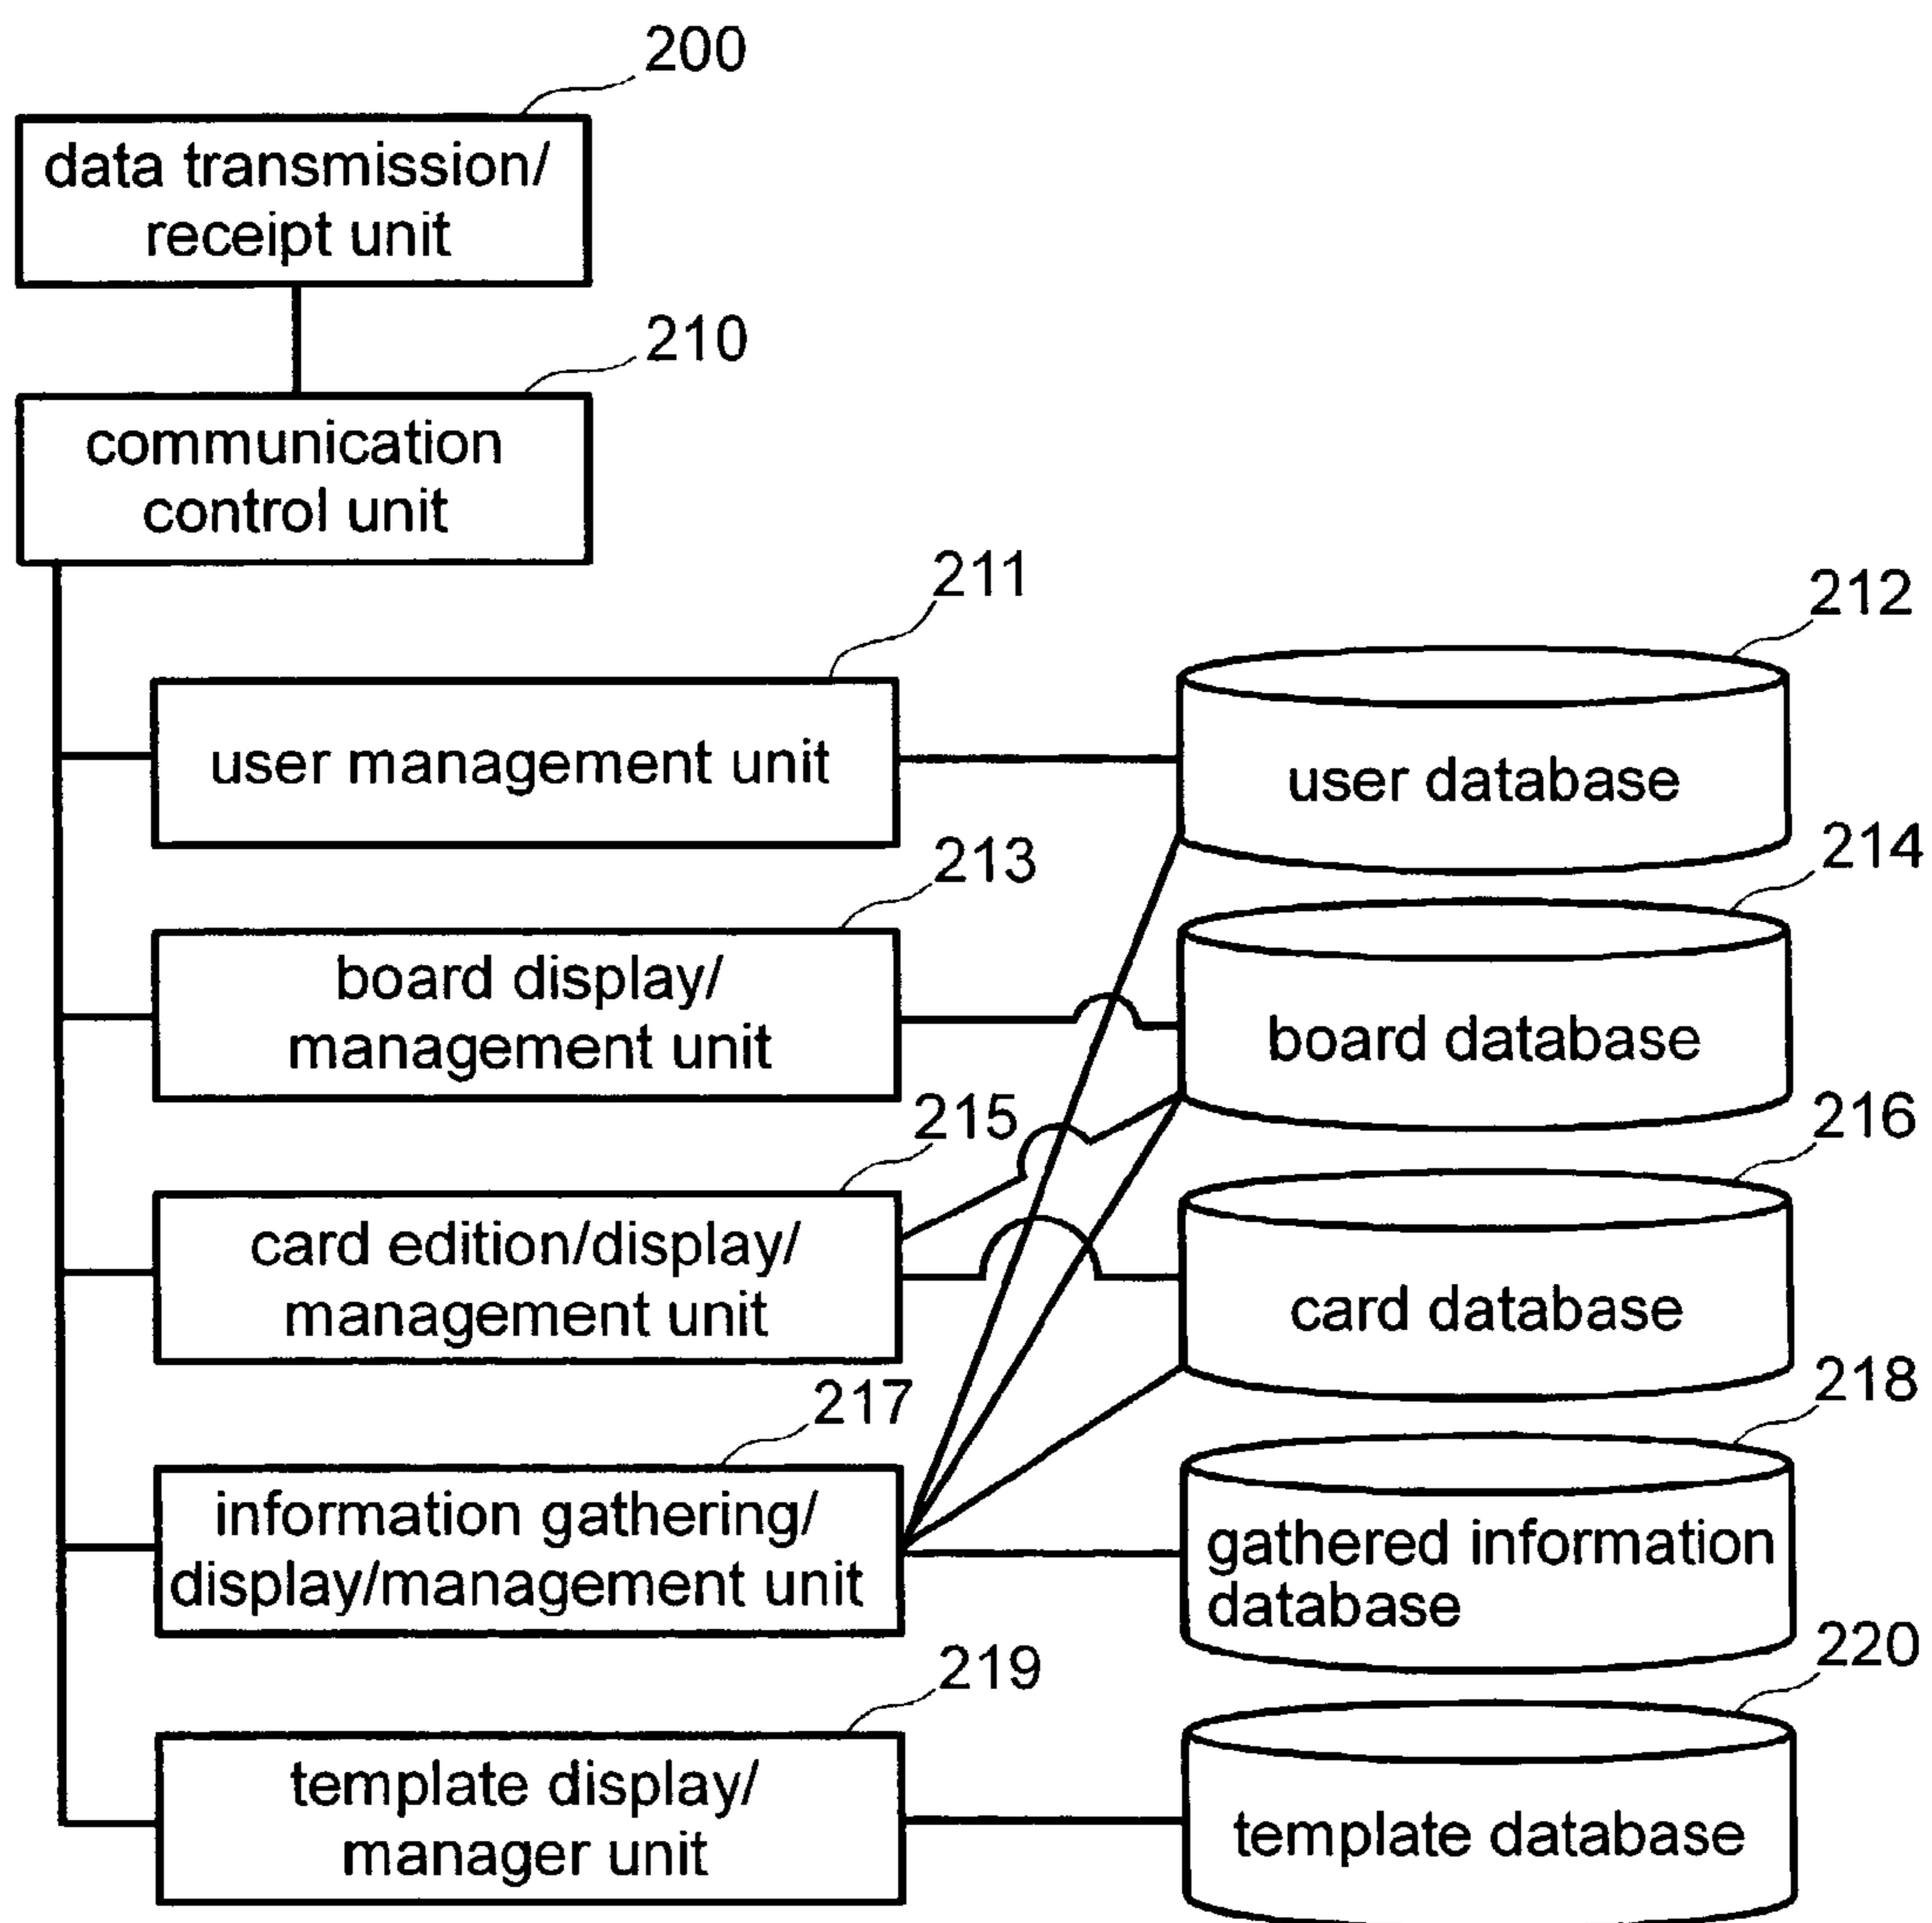 200
data transmission/
receipt unit
210
communication
control unit
211
user management unit
212
user database
213
board display/
management unit
214
board database
215
card edition/display/
management unit
216
card database
217
information gathering/
display/management unit
218
gathered information
database
219
template display/
manager unit
220
template database